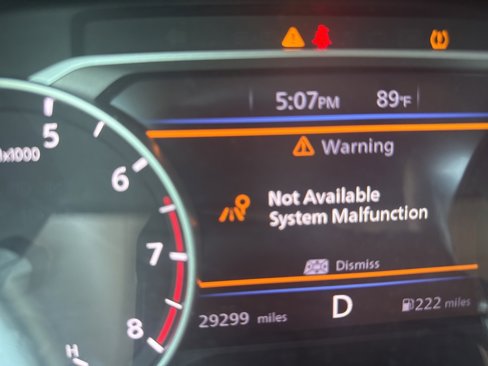 5:07PM 89°F
5
x1000
Warning
6
Not Available
System Malfunction
7
Dismiss
29299 miles D 222 miles
8
H